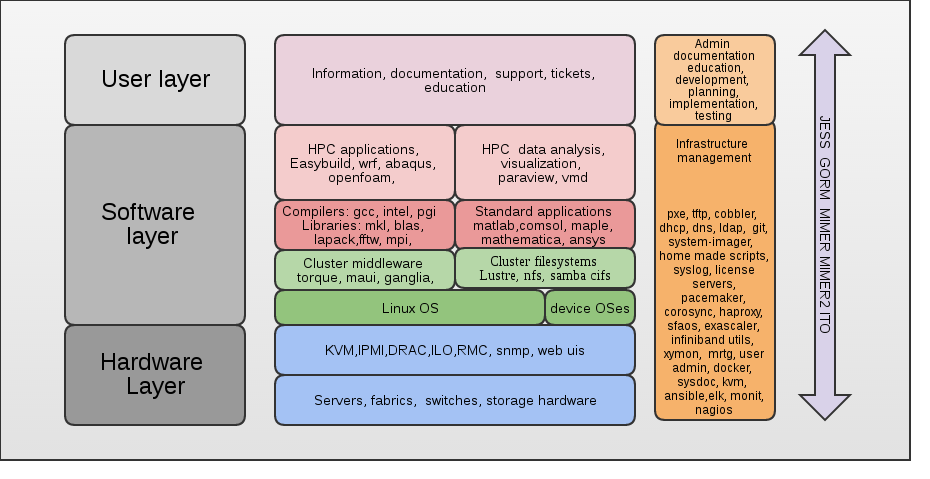 User layer
Information, documentation,  support, tickets,
education
Admin
documentation
education,
development,
planning,
implementation,
testing
Software
layer
HPC applications,
Easybuild, wrf, abaqus,
openfoam,
HPC  data analysis,
visualization,
paraview, vmd
Compilers: gcc, intel, pgi
Libraries: mkl, blas,
lapack,fftw, mpi,
Standard applications
matlab,comsol, maple,
mathematica, ansys
Cluster middleware
torque, maui, ganglia,
Cluster filesystems
Lustre, nfs, samba cifs
Linux OS
device OSes
Hardware
Layer
KVM,IPMI,DRAC,ILO,RMC, snmp, web uis
Servers, fabrics,  switches, storage hardware
Infrastructure
management
pxe, tftp, cobbler,
dhcp, dns, ldap,  git,
system-imager,
home made scripts,
syslog, license
servers,
pacemaker,
corosync, haproxy,
sfaos, exascaler,
infiniband utils,
xymon,  mrtg, user
admin, docker,
sysdoc, kvm,
ansible,elk, monit,
nagios
JESS  GORM  MIMER MIMER2 ITO